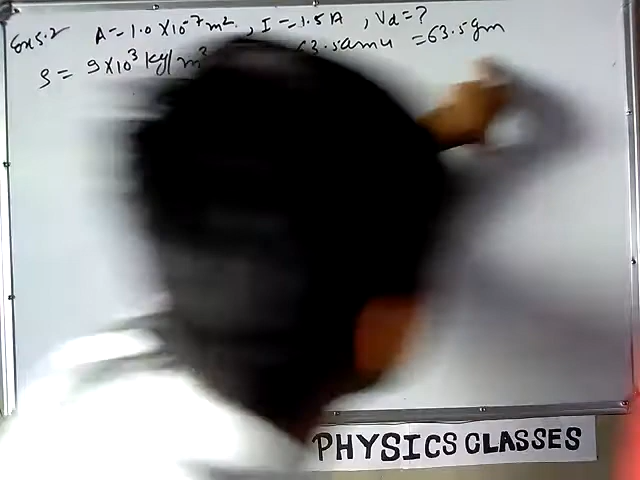 Ex 5.2 A = 1.0 × 10⁻⁷ m², I = 1.5 A, Vd = ?
ρ = 9 × 10³ kg/m³ 63.5 amu = 63.5 gm
PHYSICS CLASSES